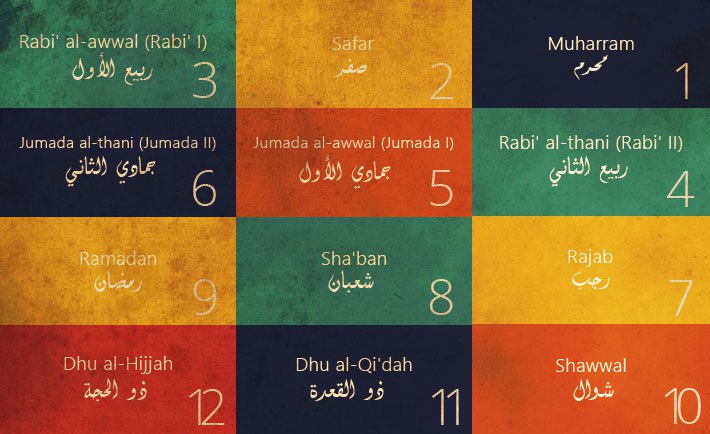 Muharram
محرم
1
Safar
صفر
2
Rabi' al-awwal (Rabi' I)
ربيع الأول
3
Rabi' al-thani (Rabi' II)
ربيع الثاني
4
Jumada al-awwal (Jumada I)
جمادي الأول
5
Jumada al-thani (Jumada II)
جمادي الثاني
6
Rajab
رجب
7
Sha'ban
شعبان
8
Ramadan
رمضان
9
Shawwal
شوال
10
Dhu al-Qi'dah
ذو القعدة
11
Dhu al-Hijjah
ذو الحجة
12